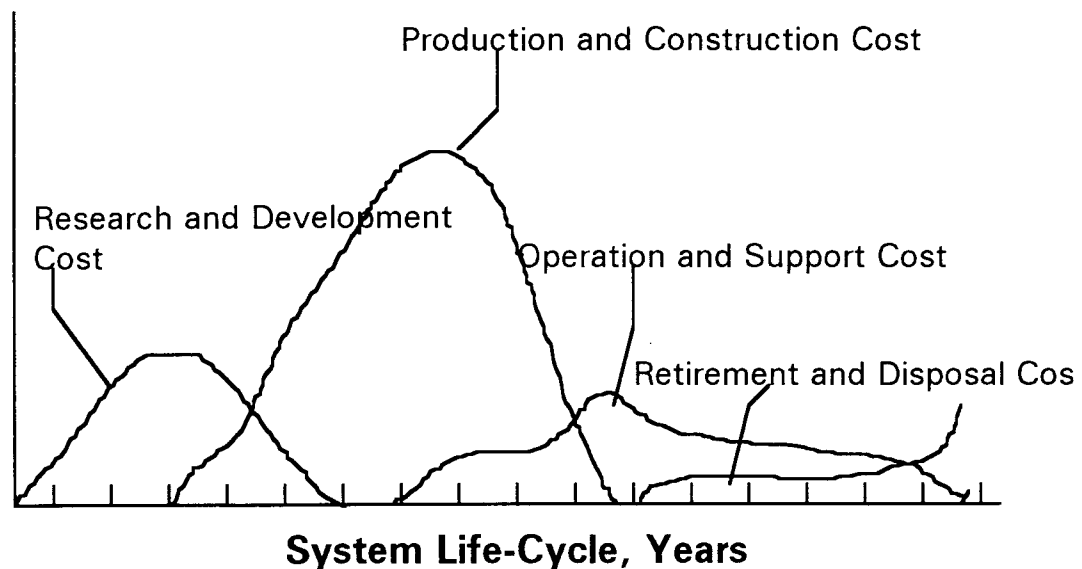 Production and Construction Cost
Research and Development
Cost
Operation and Support Cost
Retirement and Disposal Cos
System Life-Cycle, Years